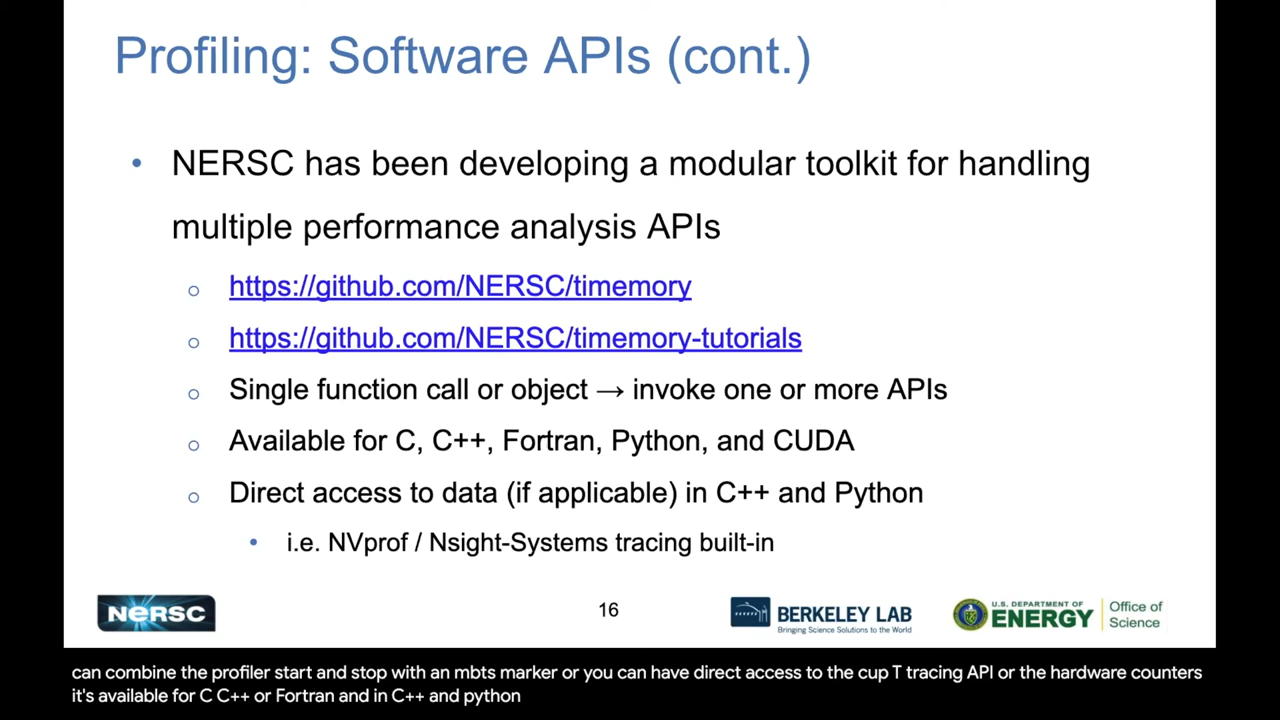 Profiling: Software APIs (cont.)
• NERSC has been developing a modular toolkit for handling
multiple performance analysis APIs
○ https://github.com/NERSC/timemory
○ https://github.com/NERSC/timemory-tutorials
○ Single function call or object → invoke one or more APIs
○ Available for C, C++, Fortran, Python, and CUDA
○ Direct access to data (if applicable) in C++ and Python
• i.e. NVprof / Nsight-Systems tracing built-in
NERSC
16
BERKELEY LAB
Bringing Science Solutions to the World
U.S. DEPARTMENT OF
ENERGY
Office of
Science
can combine the profiler start and stop with an mbts marker or you can have direct access to the cup T tracing API or the hardware counters
it's available for C C++ or Fortran and in C++ and python